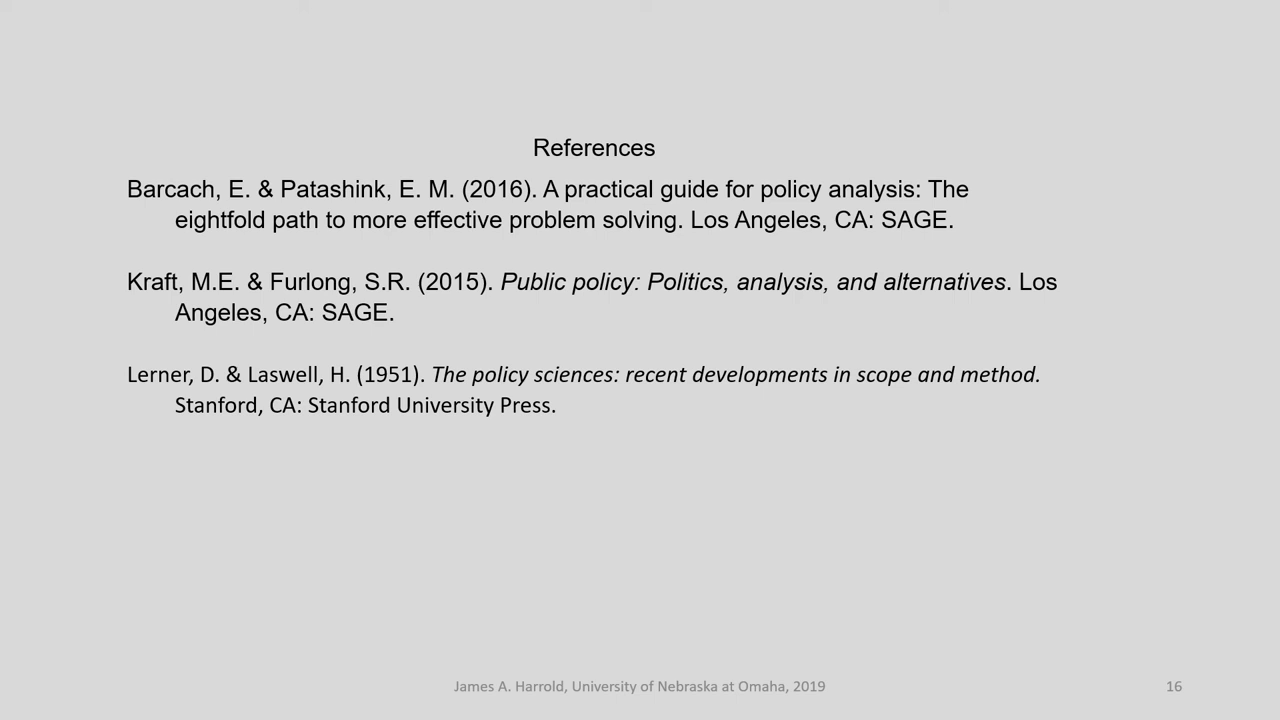 References
Barcach, E. & Patashink, E. M. (2016). A practical guide for policy analysis: The
eightfold path to more effective problem solving. Los Angeles, CA: SAGE.
Kraft, M.E. & Furlong, S.R. (2015). Public policy: Politics, analysis, and alternatives. Los
Angeles, CA: SAGE.
Lerner, D. & Laswell, H. (1951). The policy sciences: recent developments in scope and method.
Stanford, CA: Stanford University Press.
James A. Harrold, University of Nebraska at Omaha, 2019
16